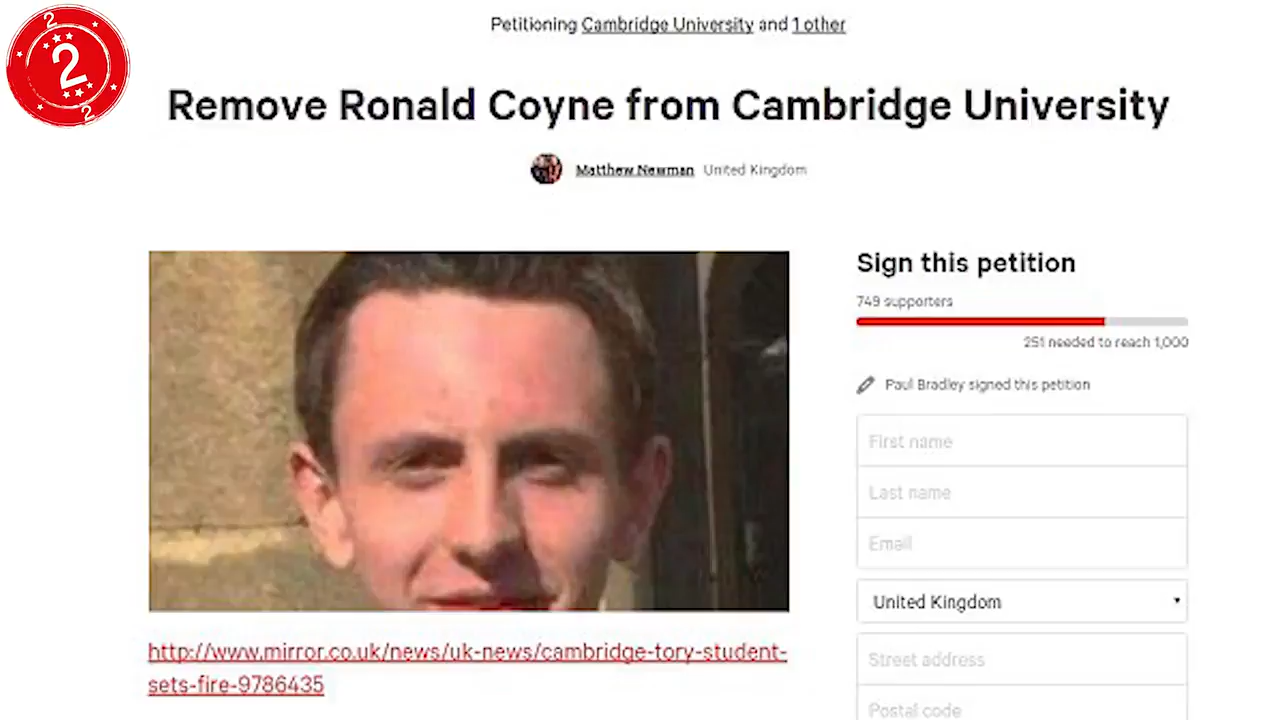 2
2
2
Petitioning Cambridge University and 1 other
Remove Ronald Coyne from Cambridge University
Matthew Newman United Kingdom
Sign this petition
749 supporters
251 needed to reach 1,000
Paul Bradley signed this petition
First name
Last name
Email
United Kingdom
Street address
Postal code
http://www.mirror.co.uk/news/uk-news/cambridge-tory-student-
sets-fire-9786435